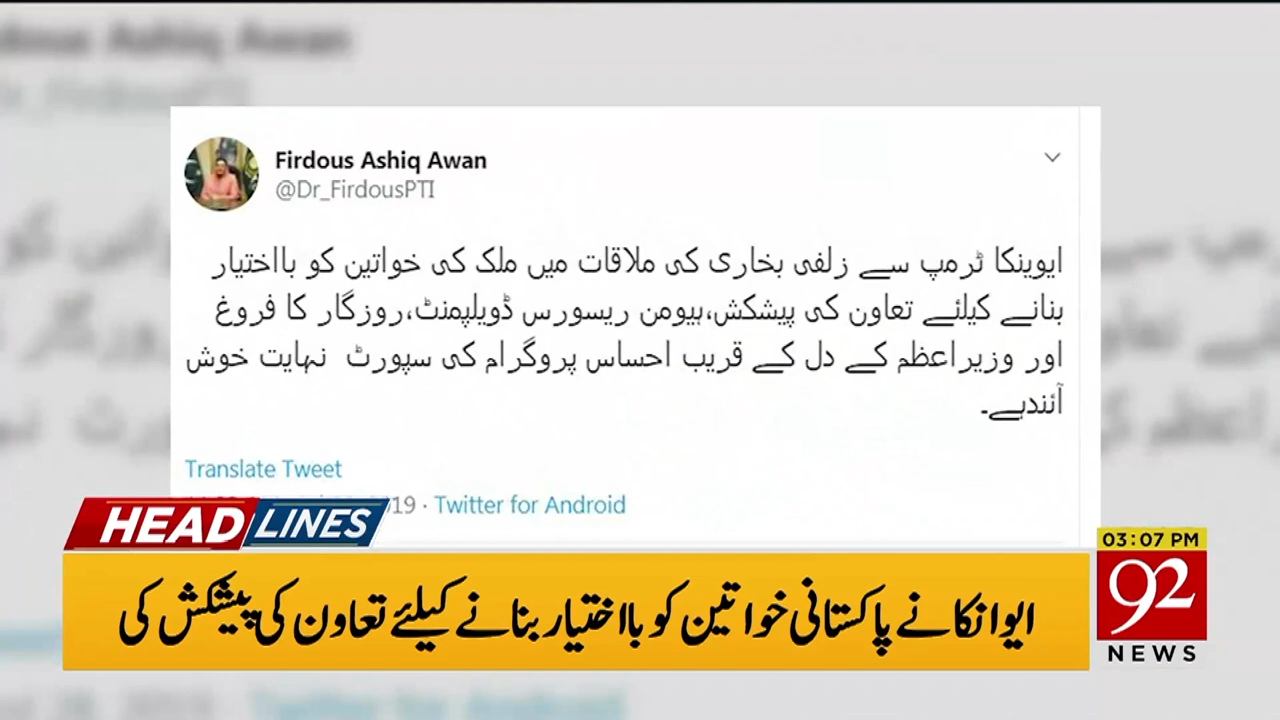 Firdous Ashiq Awan
@Dr_FirdousPTI
ایوینکا ٹرمپ سے زلفی بخاری کی ملاقات میں ملک کی خواتین کو بااختیار
بنانے کیلئے تعاون کی پیشکش،ہیومن ریسورس ڈویلپمنٹ،روزگار کا فروغ
اور وزیراعظم کے دل کے قریب احساس پروگرام کی سپورٹ نہایت خوش
آئندہے۔
Translate Tweet
19 · Twitter for Android
HEADLINES
ایوانکا نے پاکستانی خواتین کو بااختیار بنانے کیلئے تعاون کی پیشکش کی
03:07 PM
92
NEWS